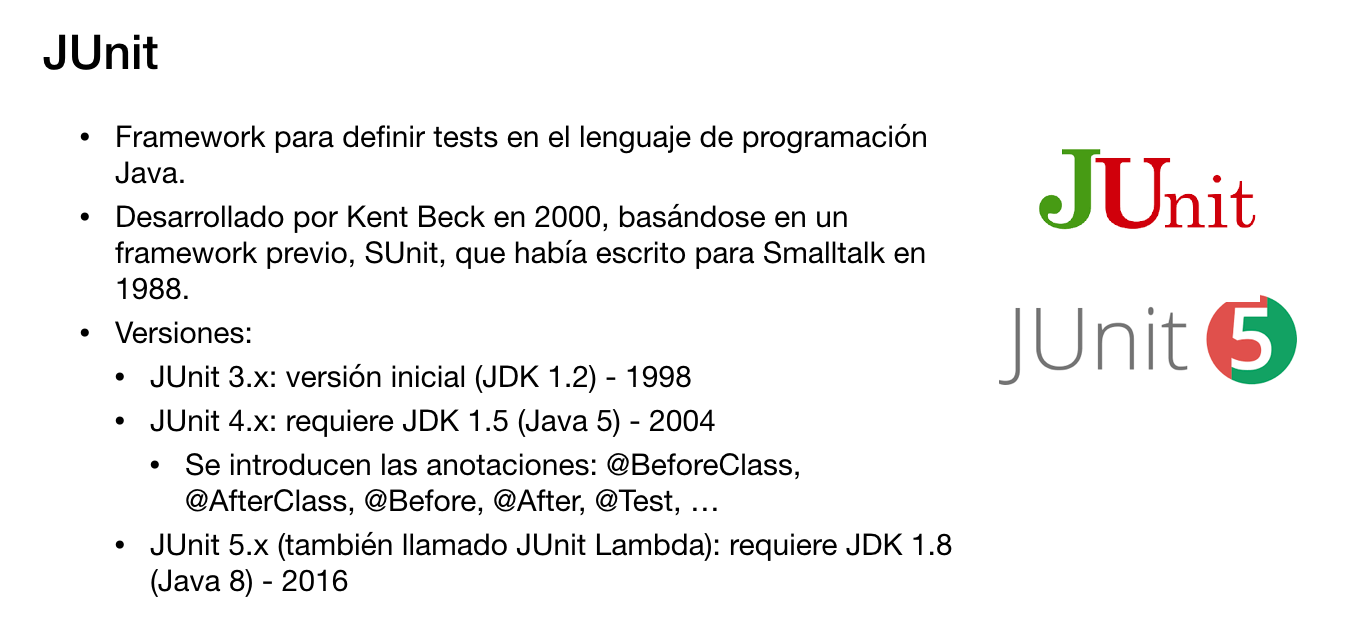 JUnit
• Framework para definir tests en el lenguaje de programación
Java.
• Desarrollado por Kent Beck en 2000, basándose en un
framework previo, SUnit, que había escrito para Smalltalk en
1988.
• Versiones:
• JUnit 3.x: versión inicial (JDK 1.2) - 1998
• JUnit 4.x: requiere JDK 1.5 (Java 5) - 2004
• Se introducen las anotaciones: @BeforeClass,
@AfterClass, @Before, @After, @Test, …
• JUnit 5.x (también llamado JUnit Lambda): requiere JDK 1.8
(Java 8) - 2016
JUnit
JUnit 5